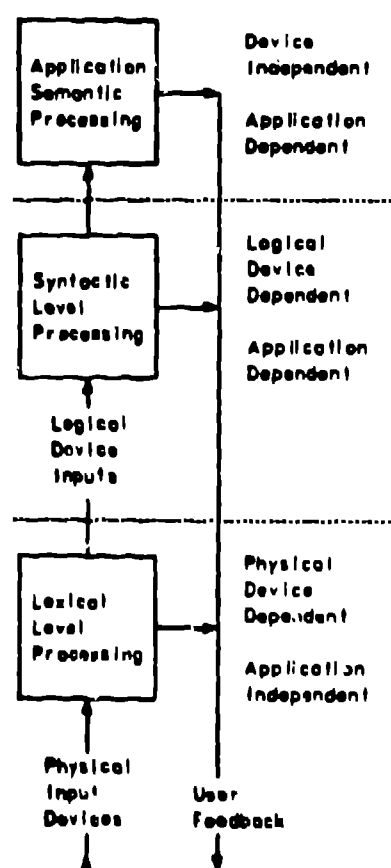 Application
Semantic
Processing
Device
Independent
Application
Dependent
Syntactic
Level
Processing
Logical
Device
Dependent
Application
Dependent
Logical
Device
Inputs
Lexical
Level
Processing
Physical
Device
Dependent
Application
Independent
Physical
Input
Devices
User
Feedback